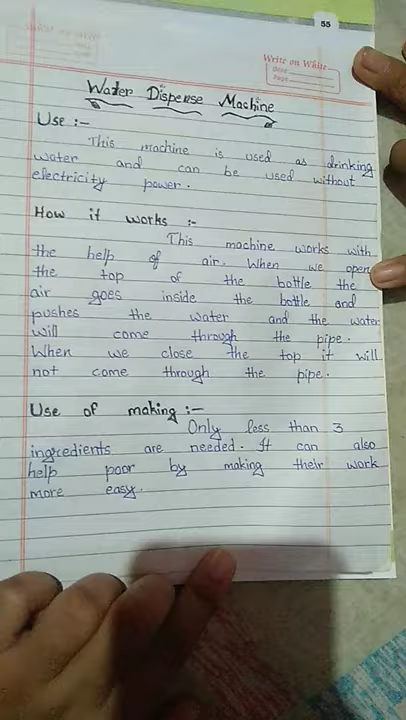 55
Write on White
Date
Page
Water Dispense Machine
Use :-
This machine is used as drinking
water and can be used without
electricity power.
How it works :-
This machine works with
the help of air. When we open
the top of the bottle the
air goes inside the bottle and
pushes the water and the water
will come through the pipe.
When we close the top it will
not come through the pipe.
Use of making :-
Only less than 3
ingredients are needed. It can also
help poor by making their work
more easy.